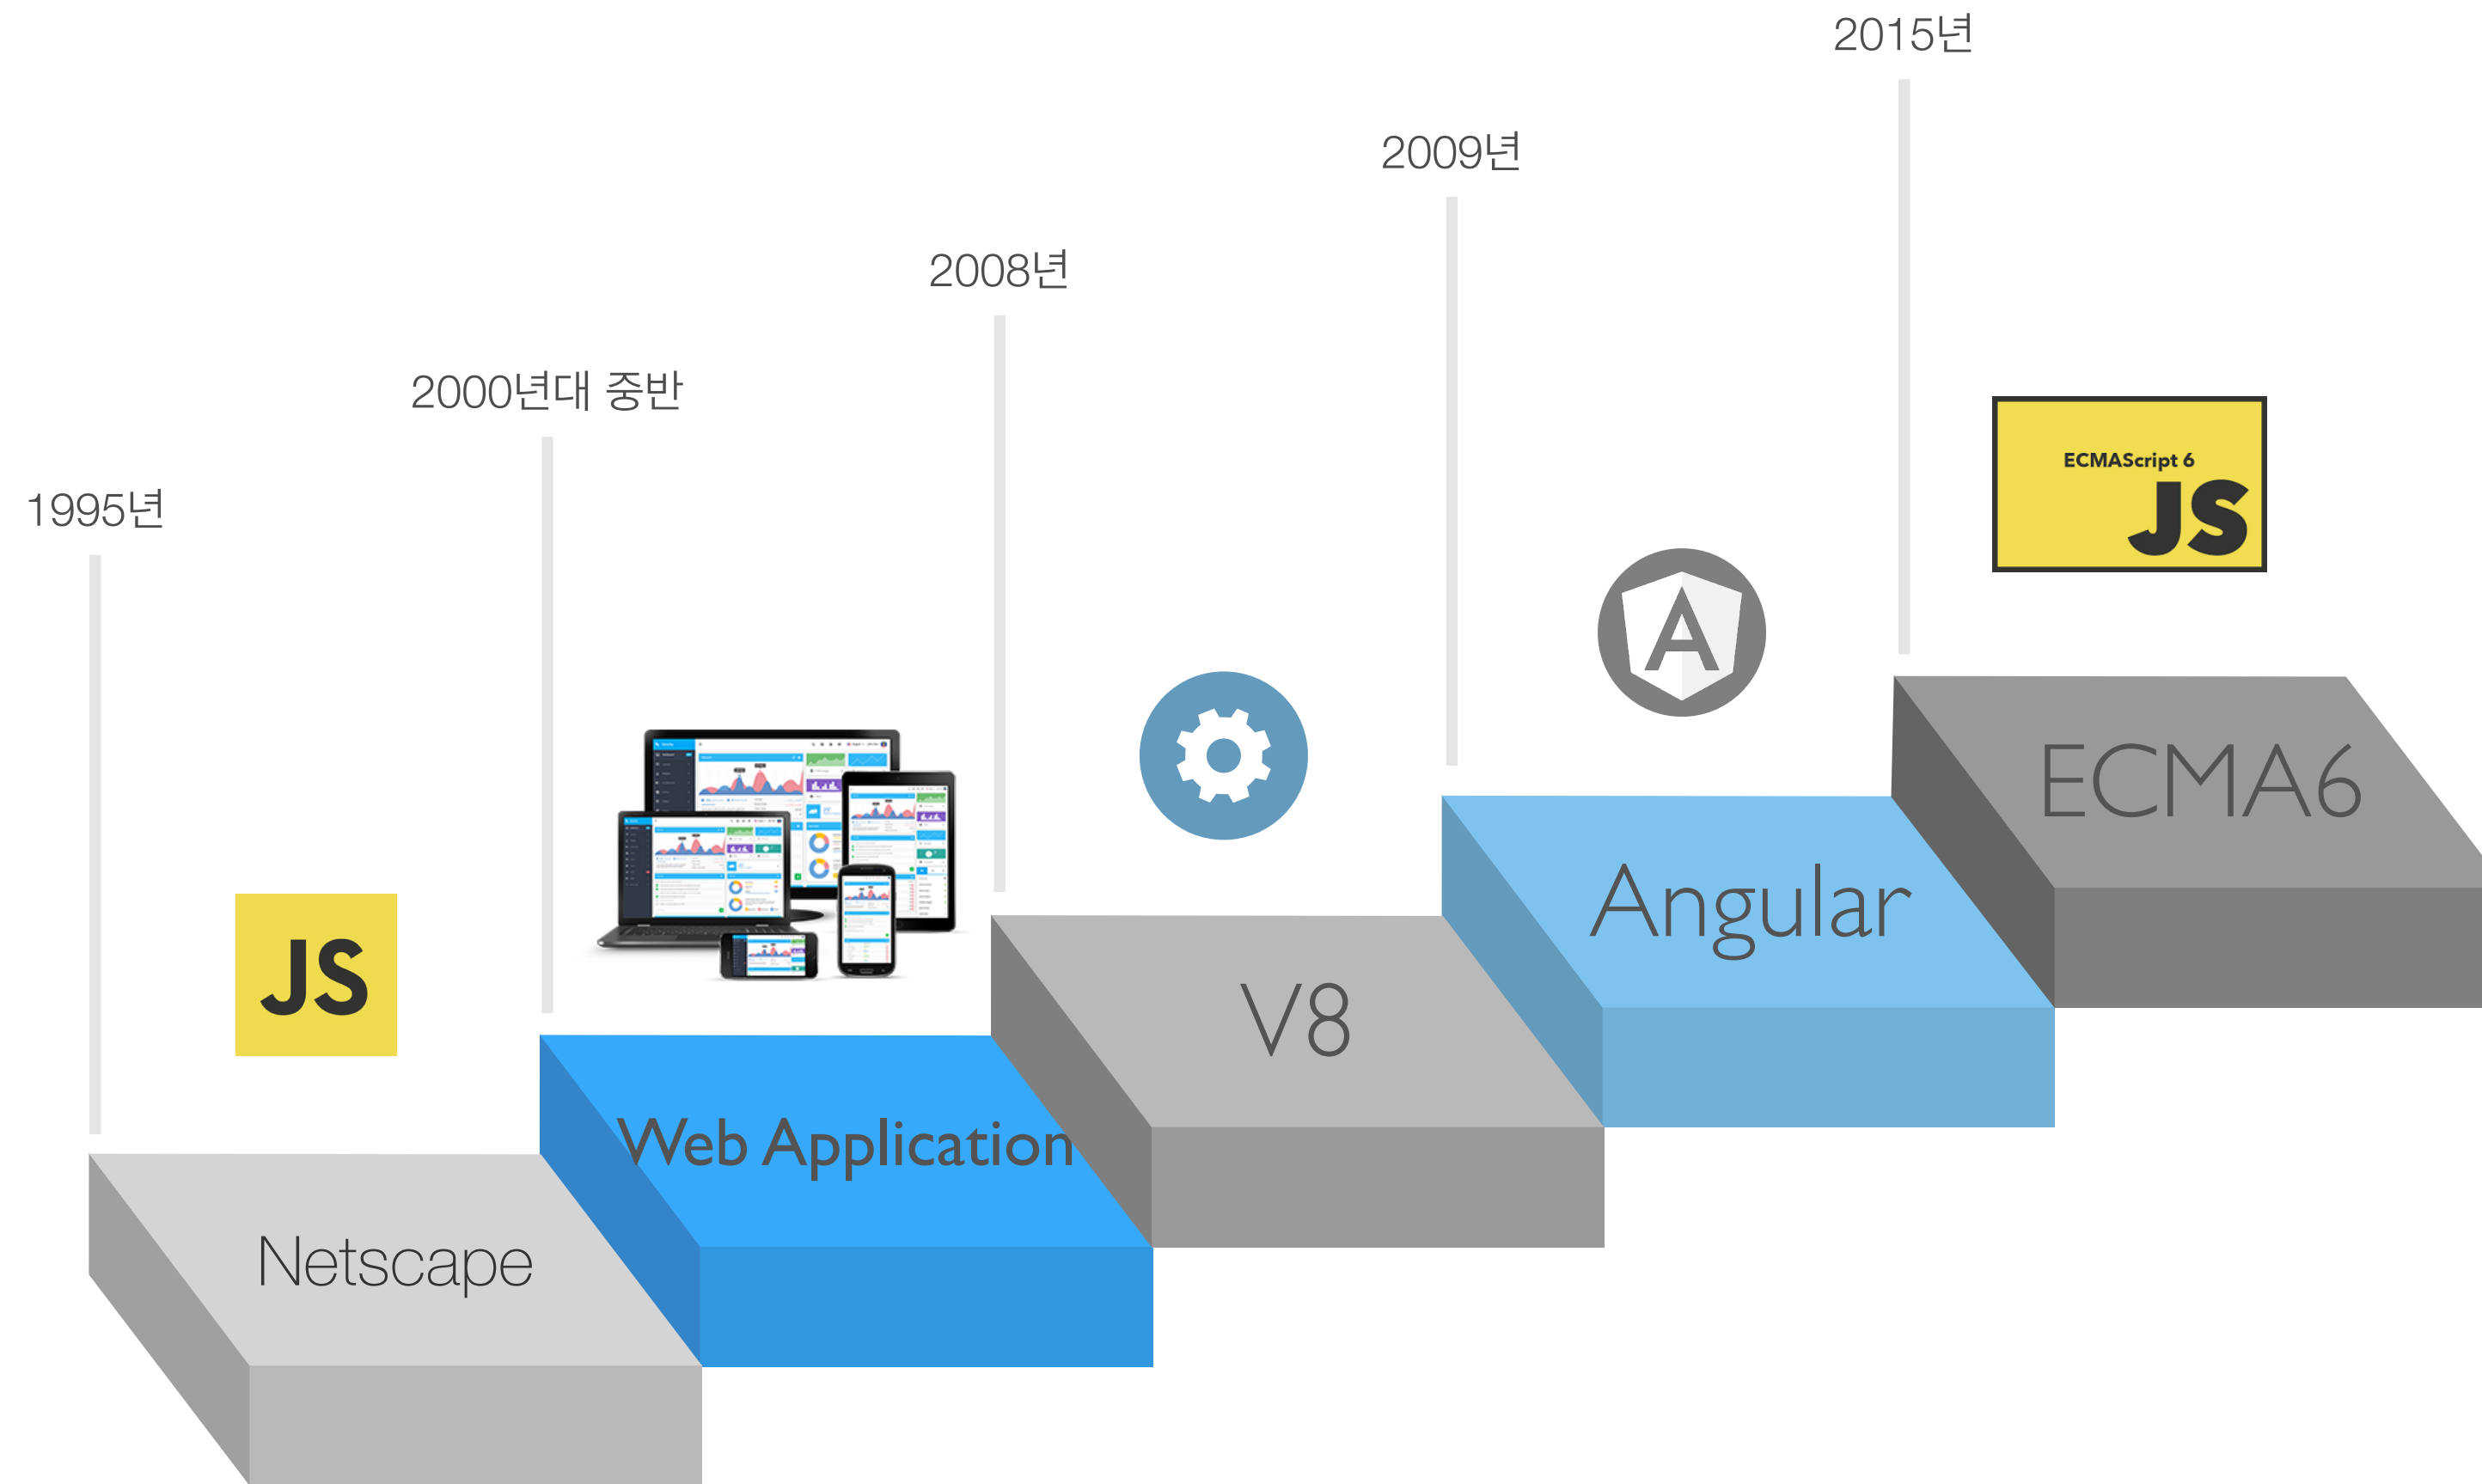 2015년
2009년
2008년
2000년대 중반
1995년
ECMAScript 6
JS
JS
ECMA6
Angular
V8
Web Application
Netscape